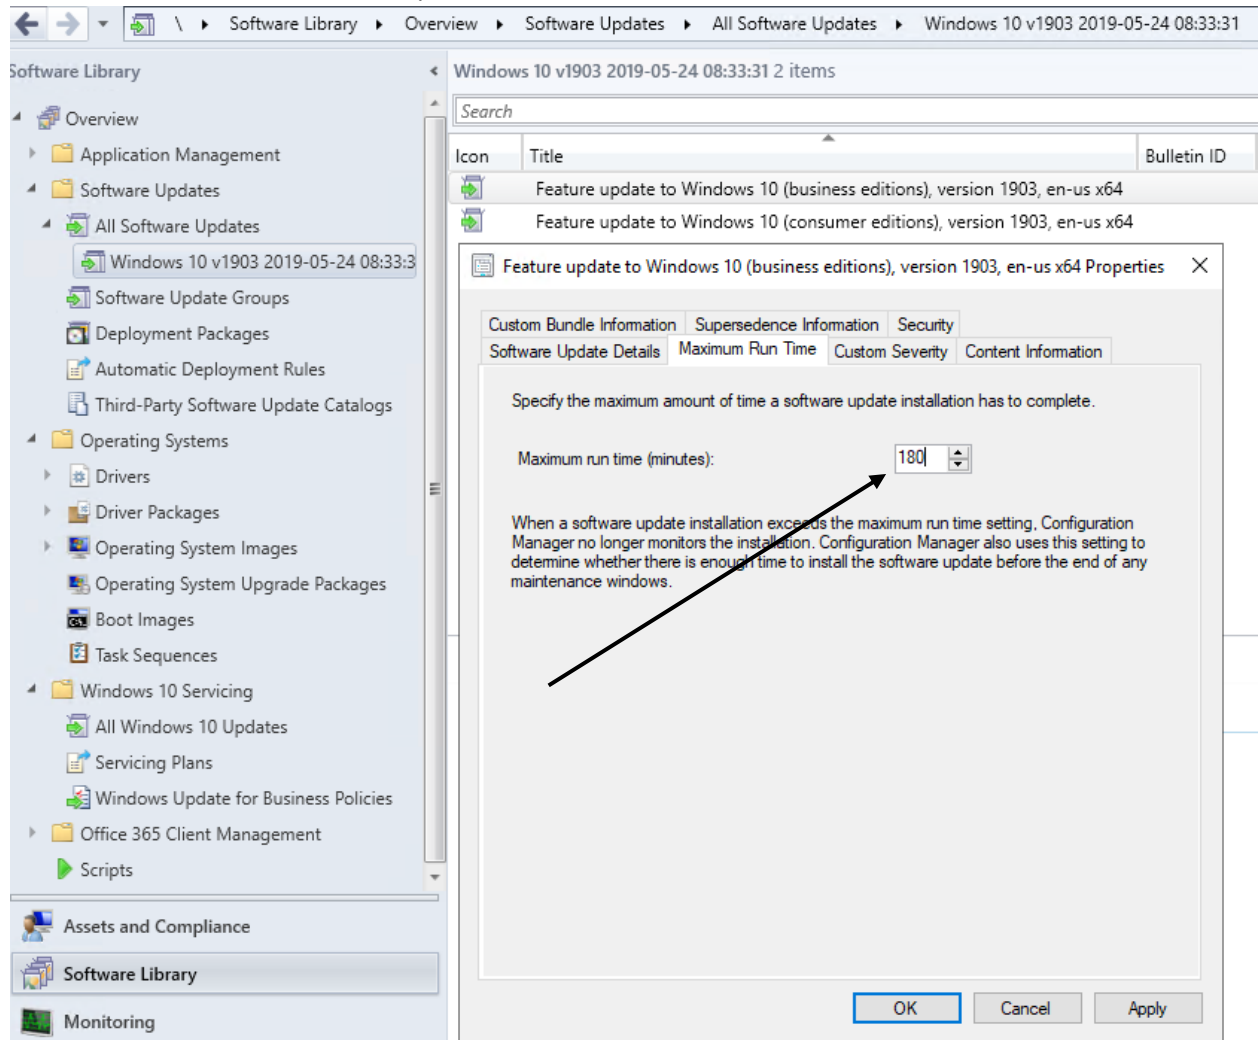 \ Software Library Overview Software Updates All Software Updates Windows 10 v1903 2019-05-24 08:33:31
Software Library
Overview
Application Management
Software Updates
All Software Updates
Windows 10 v1903 2019-05-24 08:33:3
Software Update Groups
Deployment Packages
Automatic Deployment Rules
Third-Party Software Update Catalogs
Operating Systems
Drivers
Driver Packages
Operating System Images
Operating System Upgrade Packages
Boot Images
Task Sequences
Windows 10 Servicing
All Windows 10 Updates
Servicing Plans
Windows Update for Business Policies
Office 365 Client Management
Scripts
Assets and Compliance
Software Library
Monitoring
Windows 10 v1903 2019-05-24 08:33:31 2 items
Search
Icon Title Bulletin ID
Feature update to Windows 10 (business editions), version 1903, en-us x64
Feature update to Windows 10 (consumer editions), version 1903, en-us x64
Feature update to Windows 10 (business editions), version 1903, en-us x64 Properties
Custom Bundle Information Supersedence Information Security
Software Update Details Maximum Run Time Custom Severity Content Information
Specify the maximum amount of time a software update installation has to complete.
Maximum run time (minutes): 180
When a software update installation exceeds the maximum run time setting, Configuration
Manager no longer monitors the installation. Configuration Manager also uses this setting to
determine whether there is enough time to install the software update before the end of any
maintenance windows.
OK Cancel Apply